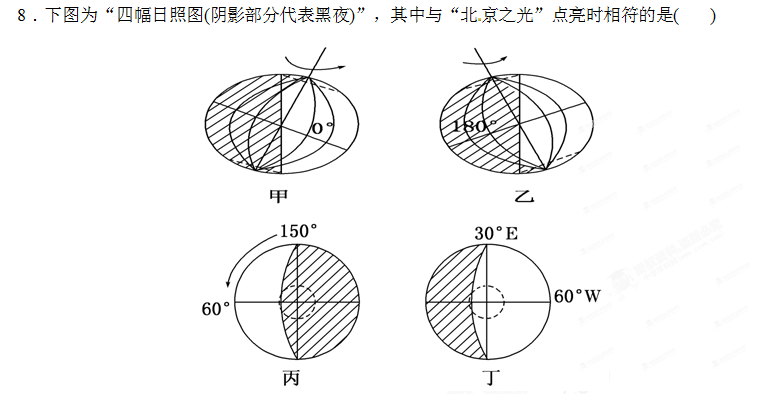 8．下图为“四幅日照图(阴影部分代表黑夜)”，其中与“北京之光”点亮时相符的是(　　)
0°
180°
甲
乙
150°
30°E
60°
60°W
丙
丁